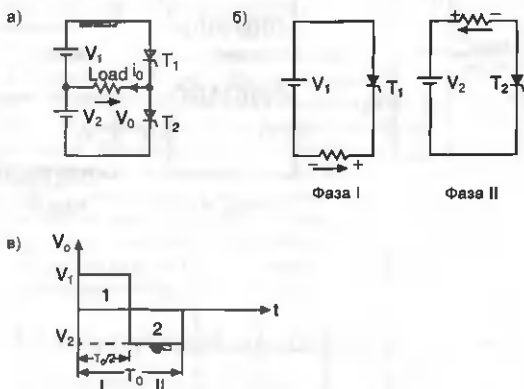 а)
V₁
T₁
Load i₀
V₂
V₀
T₂
б)
V₁
T₁
− +
Фаза I
+ −
V₂
T₂
Фаза II
в)
V₀
V₁
1
t
V₂
2
T₀/2
T₀
I
II